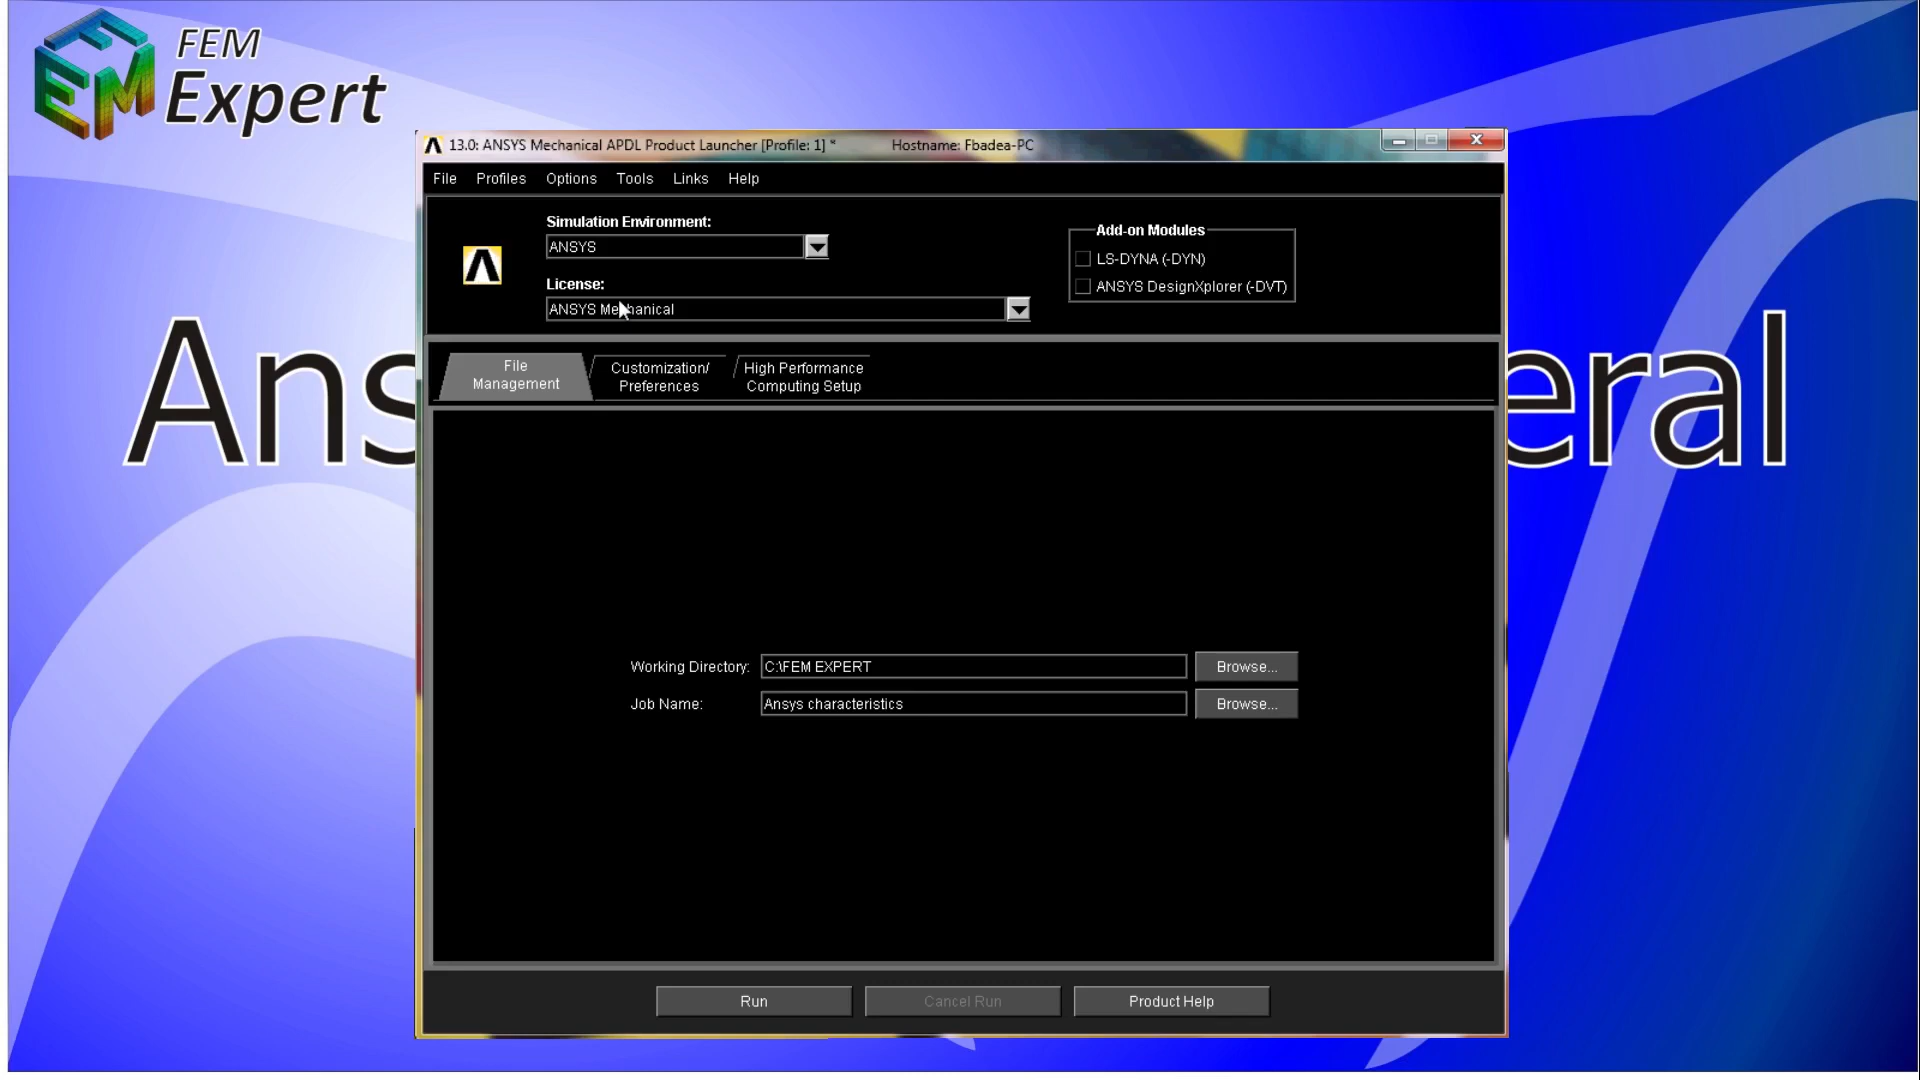 FEM
Expert
13.0: ANSYS Mechanical APDL Product Launcher [Profile: 1] * Hostname: Fbadea-PC
File Profiles Options Tools Links Help
Simulation Environment:
ANSYS
License:
ANSYS Mechanical
Add-on Modules
LS-DYNA (-DYN)
ANSYS DesignXplorer (-DVT)
File
Management
Customization/
Preferences
High Performance
Computing Setup
Ans
eral
Working Directory: C:\FEM EXPERT Browse...
Job Name: Ansys characteristics Browse...
Run Cancel Run Product Help